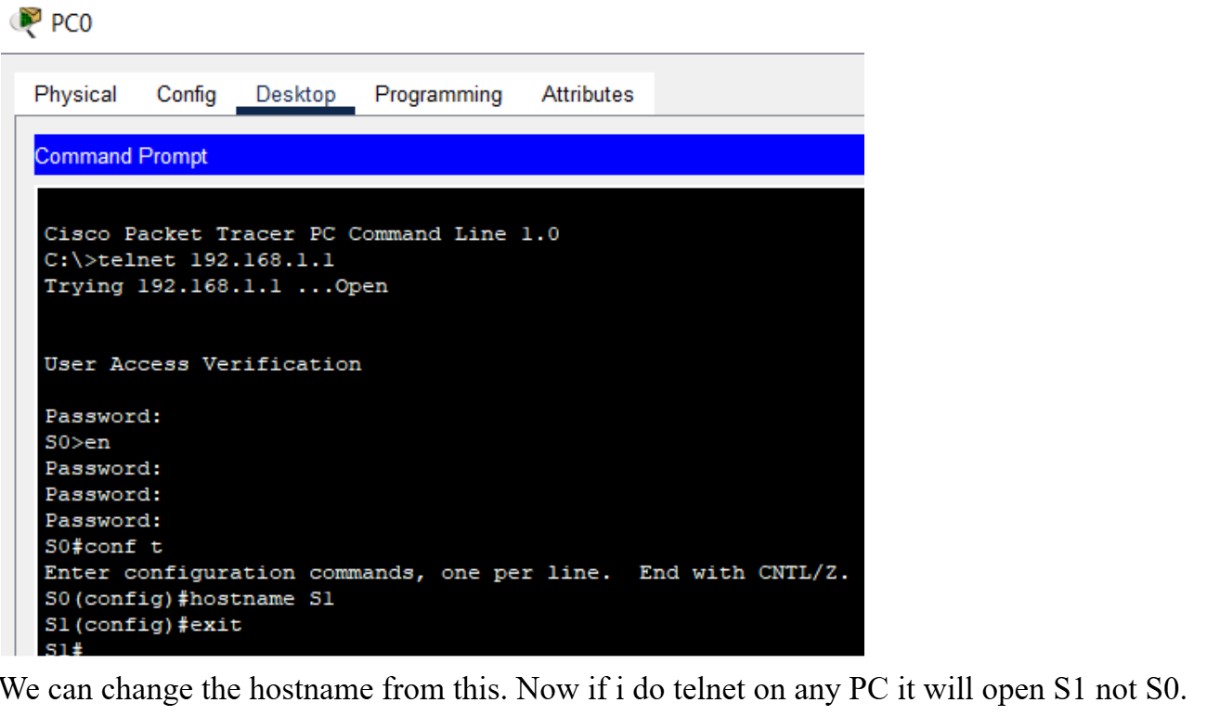 PC0
Physical Config Desktop Programming Attributes
Command Prompt
Cisco Packet Tracer PC Command Line 1.0
C:\>telnet 192.168.1.1
Trying 192.168.1.1 ...Open
User Access Verification
Password:
S0>en
Password:
Password:
Password:
S0#conf t
Enter configuration commands, one per line.  End with CNTL/Z.
S0(config)#hostname S1
S1(config)#exit
S1#
We can change the hostname from this. Now if i do telnet on any PC it will open S1 not S0.